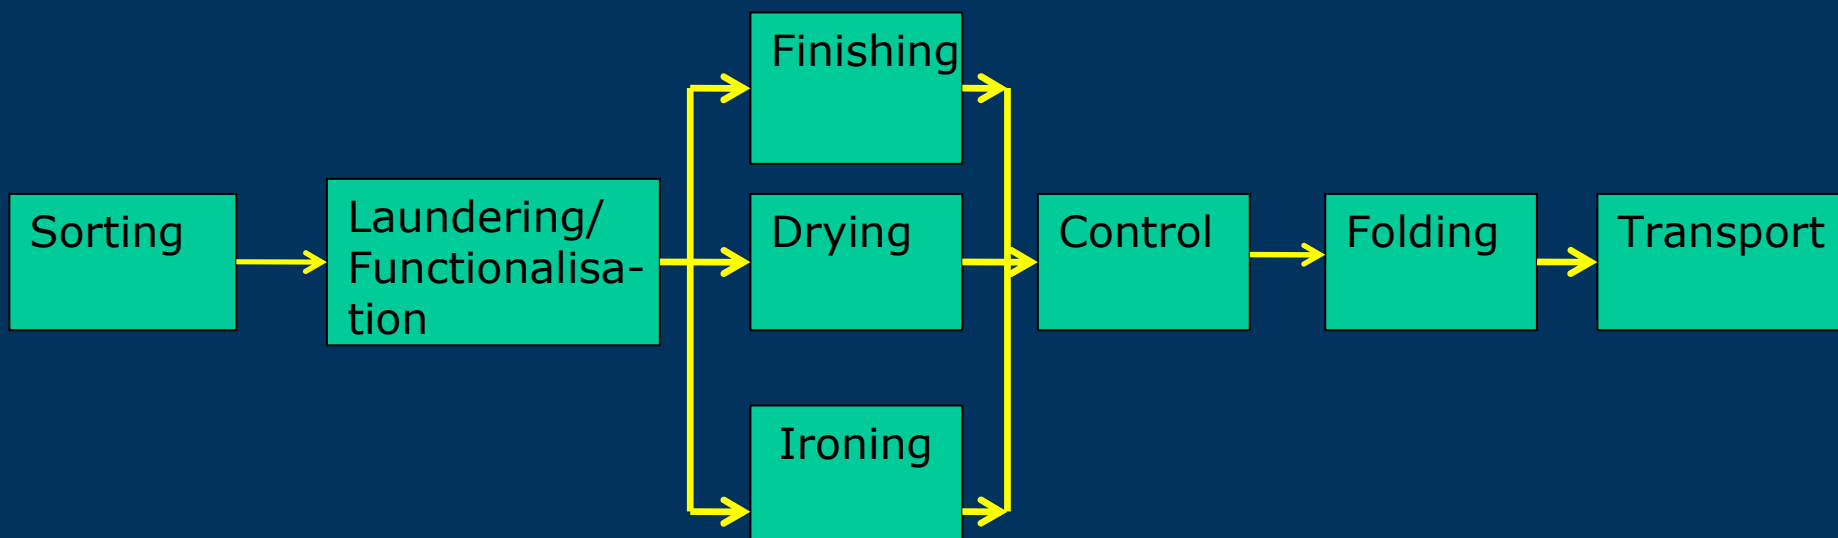 Sorting
Laundering/
Functionalisa-
tion
Finishing
Drying
Ironing
Control
Folding
Transport